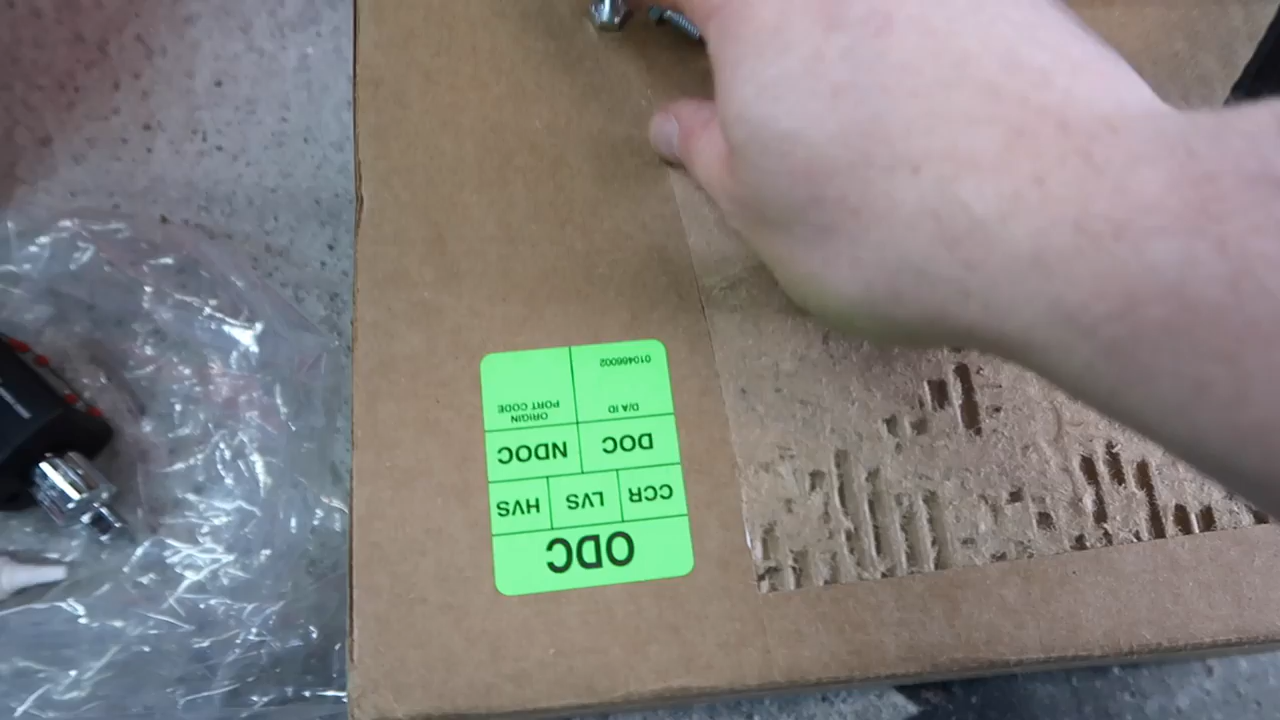 ODC
CCR LVS HVS
DOC NDOC
D/A ID ORIGIN
PORT CODE
010466002